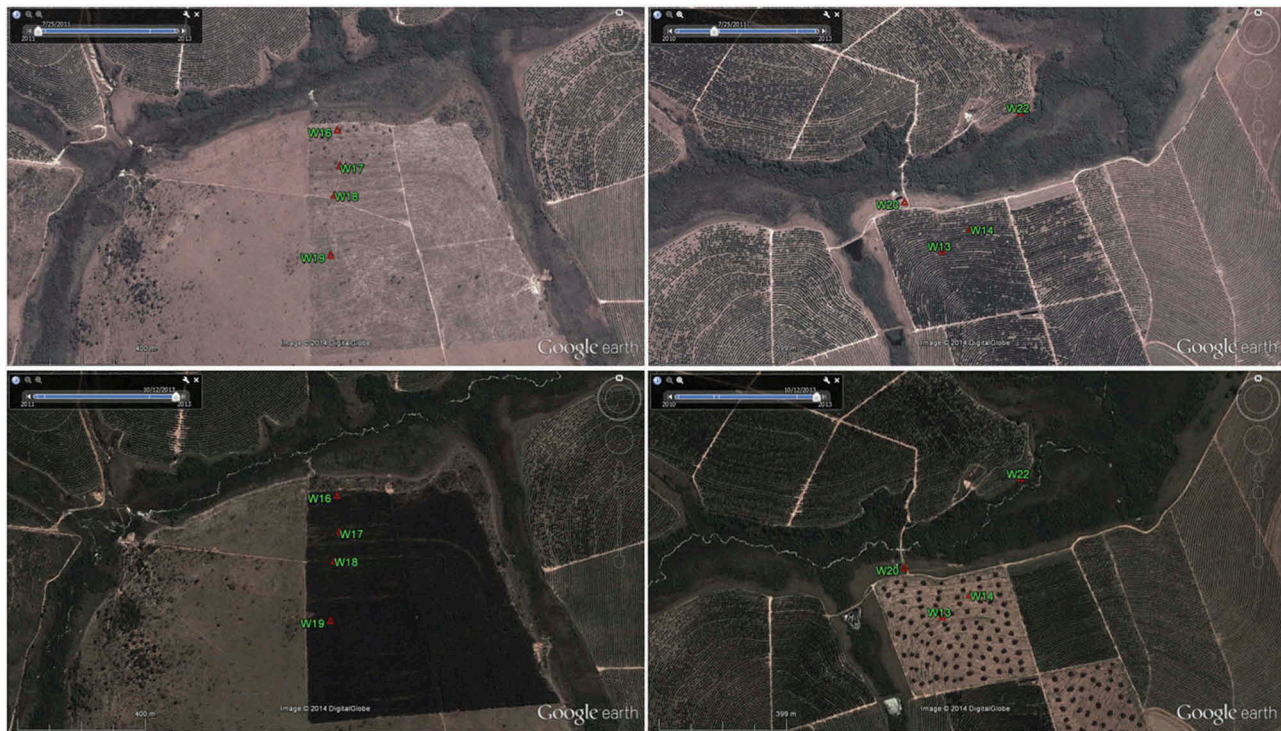 7/25/2011
2011
2013
W16
W17
W18
W19
400 m
Image © 2014 DigitalGlobe
Google earth
N
7/25/2011
2010
2013
W22
W20
W14
W13
Image © 2014 DigitalGlobe
Google earth
N
10/12/2013
2011
2013
W16
W17
W18
W19
400 m
Image © 2014 DigitalGlobe
Google earth
N
10/12/2013
2010
2013
W22
W20
W14
W13
399 m
Image © 2014 DigitalGlobe
Google earth
N